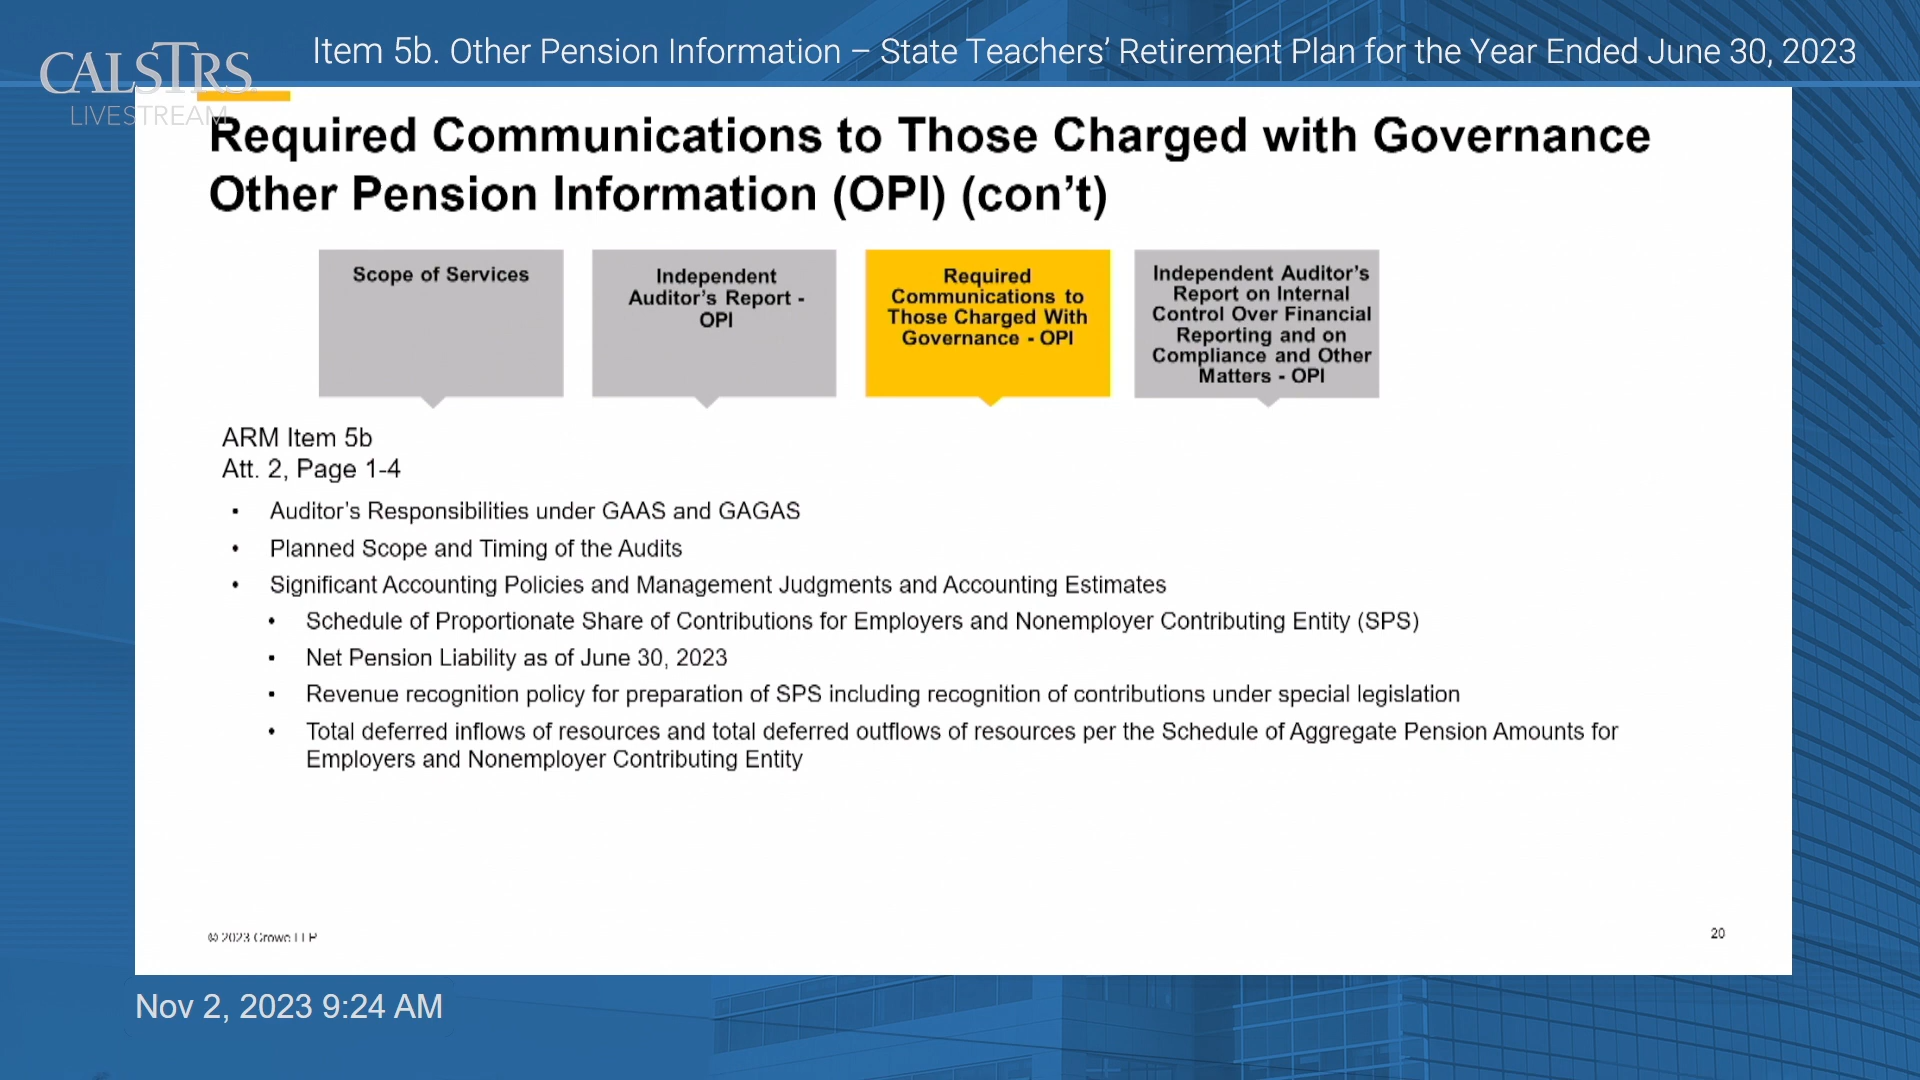 Item 5b. Other Pension Information – State Teachers’ Retirement Plan for the Year Ended June 30, 2023
CALSTRS
LIVESTREAM
Required Communications to Those Charged with Governance
Other Pension Information (OPI) (con’t)
Scope of Services
Independent
Auditor’s Report -
OPI
Required
Communications to
Those Charged With
Governance - OPI
Independent Auditor’s
Report on Internal
Control Over Financial
Reporting and on
Compliance and Other
Matters - OPI
ARM Item 5b
Att. 2, Page 1-4
• Auditor’s Responsibilities under GAAS and GAGAS
• Planned Scope and Timing of the Audits
• Significant Accounting Policies and Management Judgments and Accounting Estimates
• Schedule of Proportionate Share of Contributions for Employers and Nonemployer Contributing Entity (SPS)
• Net Pension Liability as of June 30, 2023
• Revenue recognition policy for preparation of SPS including recognition of contributions under special legislation
• Total deferred inflows of resources and total deferred outflows of resources per the Schedule of Aggregate Pension Amounts for
Employers and Nonemployer Contributing Entity
© 2023 Crowe LLP
20
Nov 2, 2023 9:24 AM